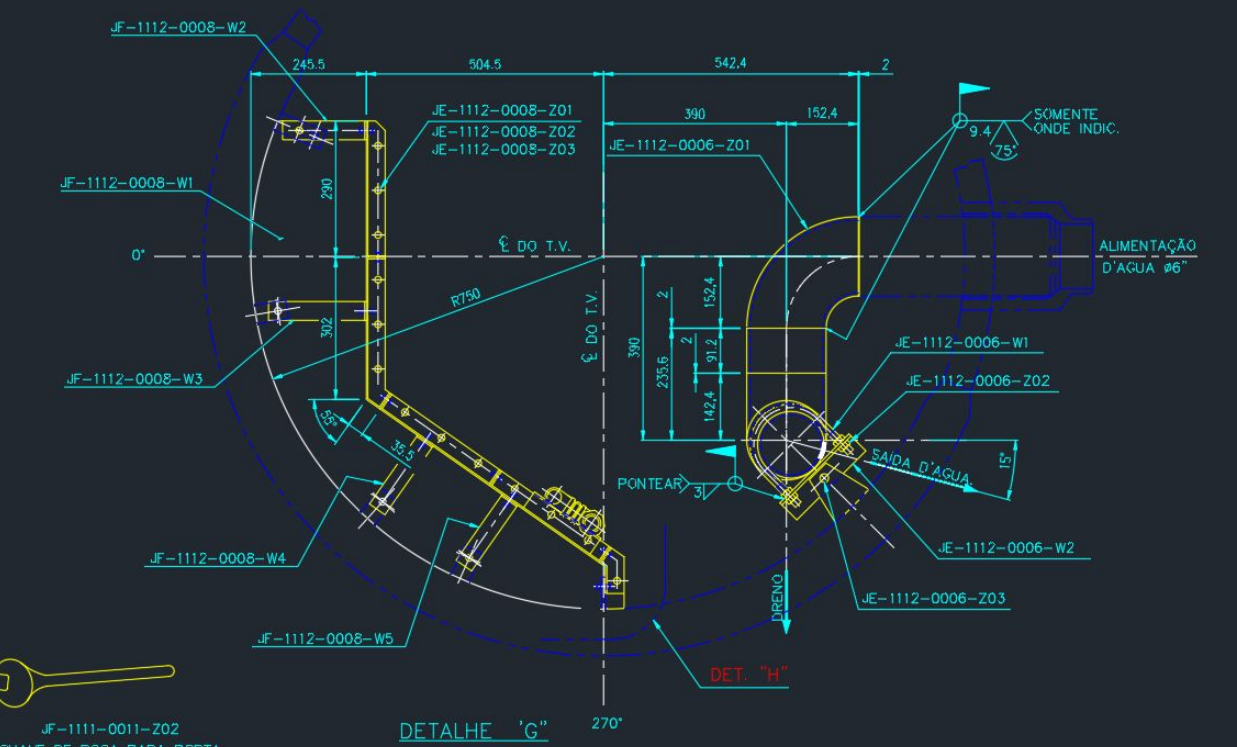 JF-1112-0008-W2
245.5
504.5
542,4
2
JE-1112-0008-Z01
JE-1112-0008-Z02
JE-1112-0008-Z03
390
152,4
SOMENTE
ONDE INDIC.
9.4
75°
JE-1112-0006-Z01
JF-1112-0008-W1
290
0°
℄ DO T.V.
ALIMENTAÇÃO
D'AGUA ø6"
R750
302
℄ DO T.V.
390
2
235.6
152,4
2
91.2
142,4
JE-1112-0006-W1
JE-1112-0006-Z02
JF-1112-0008-W3
56°
35.5
SAÍDA D'AGUA.
15°
PONTEAR
3
JF-1112-0008-W4
JE-1112-0006-W2
DRENO
JE-1112-0006-Z03
JF-1112-0008-W5
DET. "H"
JF-1111-0011-Z02
DETALHE 'G"
270°